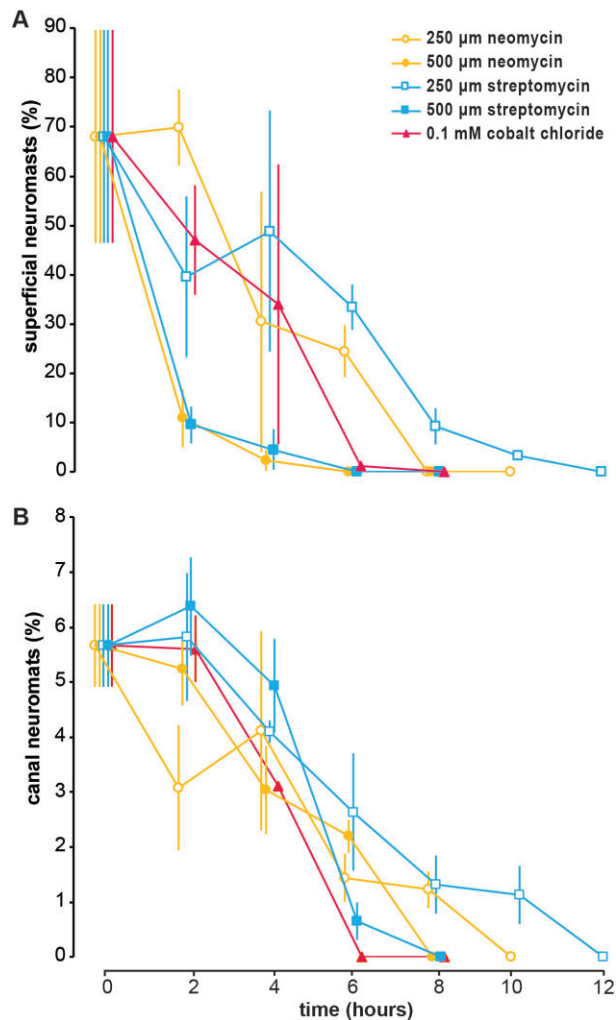 A
90
80
70
60
50
40
30
20
10
0
superficial neuromasts (%)
250 µm neomycin
500 µm neomycin
250 µm streptomycin
500 µm streptomycin
0.1 mM cobalt chloride
B
8
7
6
5
4
3
2
1
0
canal neuromats (%)
0 2 4 6 8 10 12
time (hours)